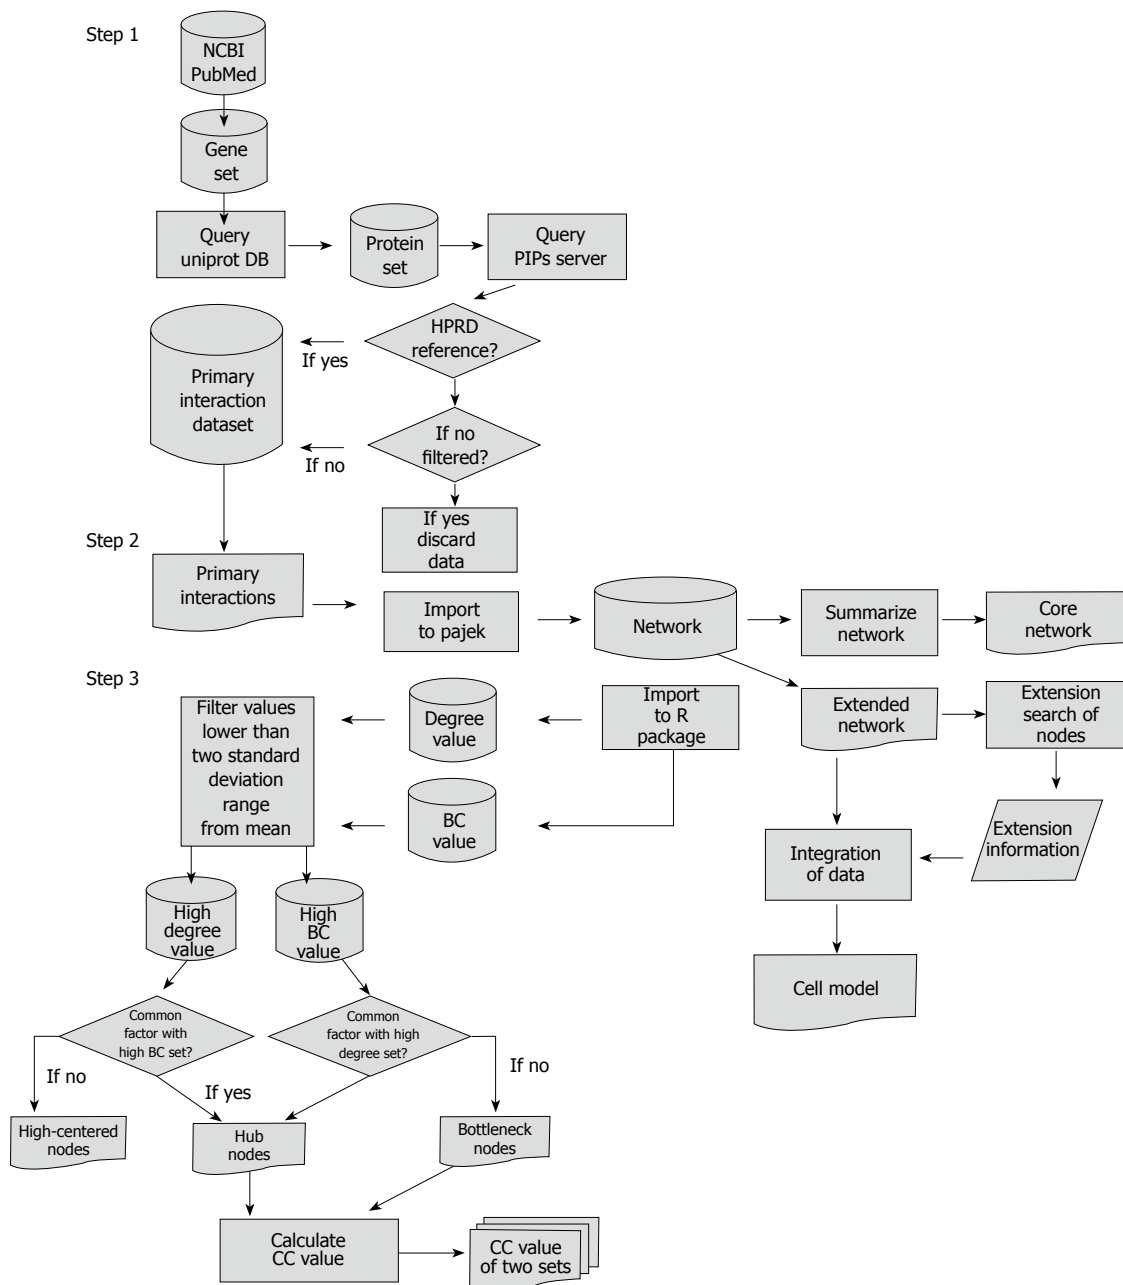 Step 1
NCBI
PubMed
Gene
set
Query
uniprot DB
Protein
set
Query
PIPs server
HPRD
reference?
If yes
Primary
interaction
dataset
If no
filtered?
If no
If yes
discard
data
Step 2
Primary
interactions
Import
to pajek
Network
Summarize
network
Core
network
Step 3
Filter values
lower than
two standard
deviation
range
from mean
Degree
value
Import
to R
package
Extended
network
Extension
search of
nodes
BC
value
Integration
of data
Extension
information
High
degree
value
High
BC
value
Cell model
Common
factor with
high BC set?
Common
factor with high
degree set?
If no
If yes
If no
High-centered
nodes
Hub
nodes
Bottleneck
nodes
Calculate
CC value
CC value
of two sets